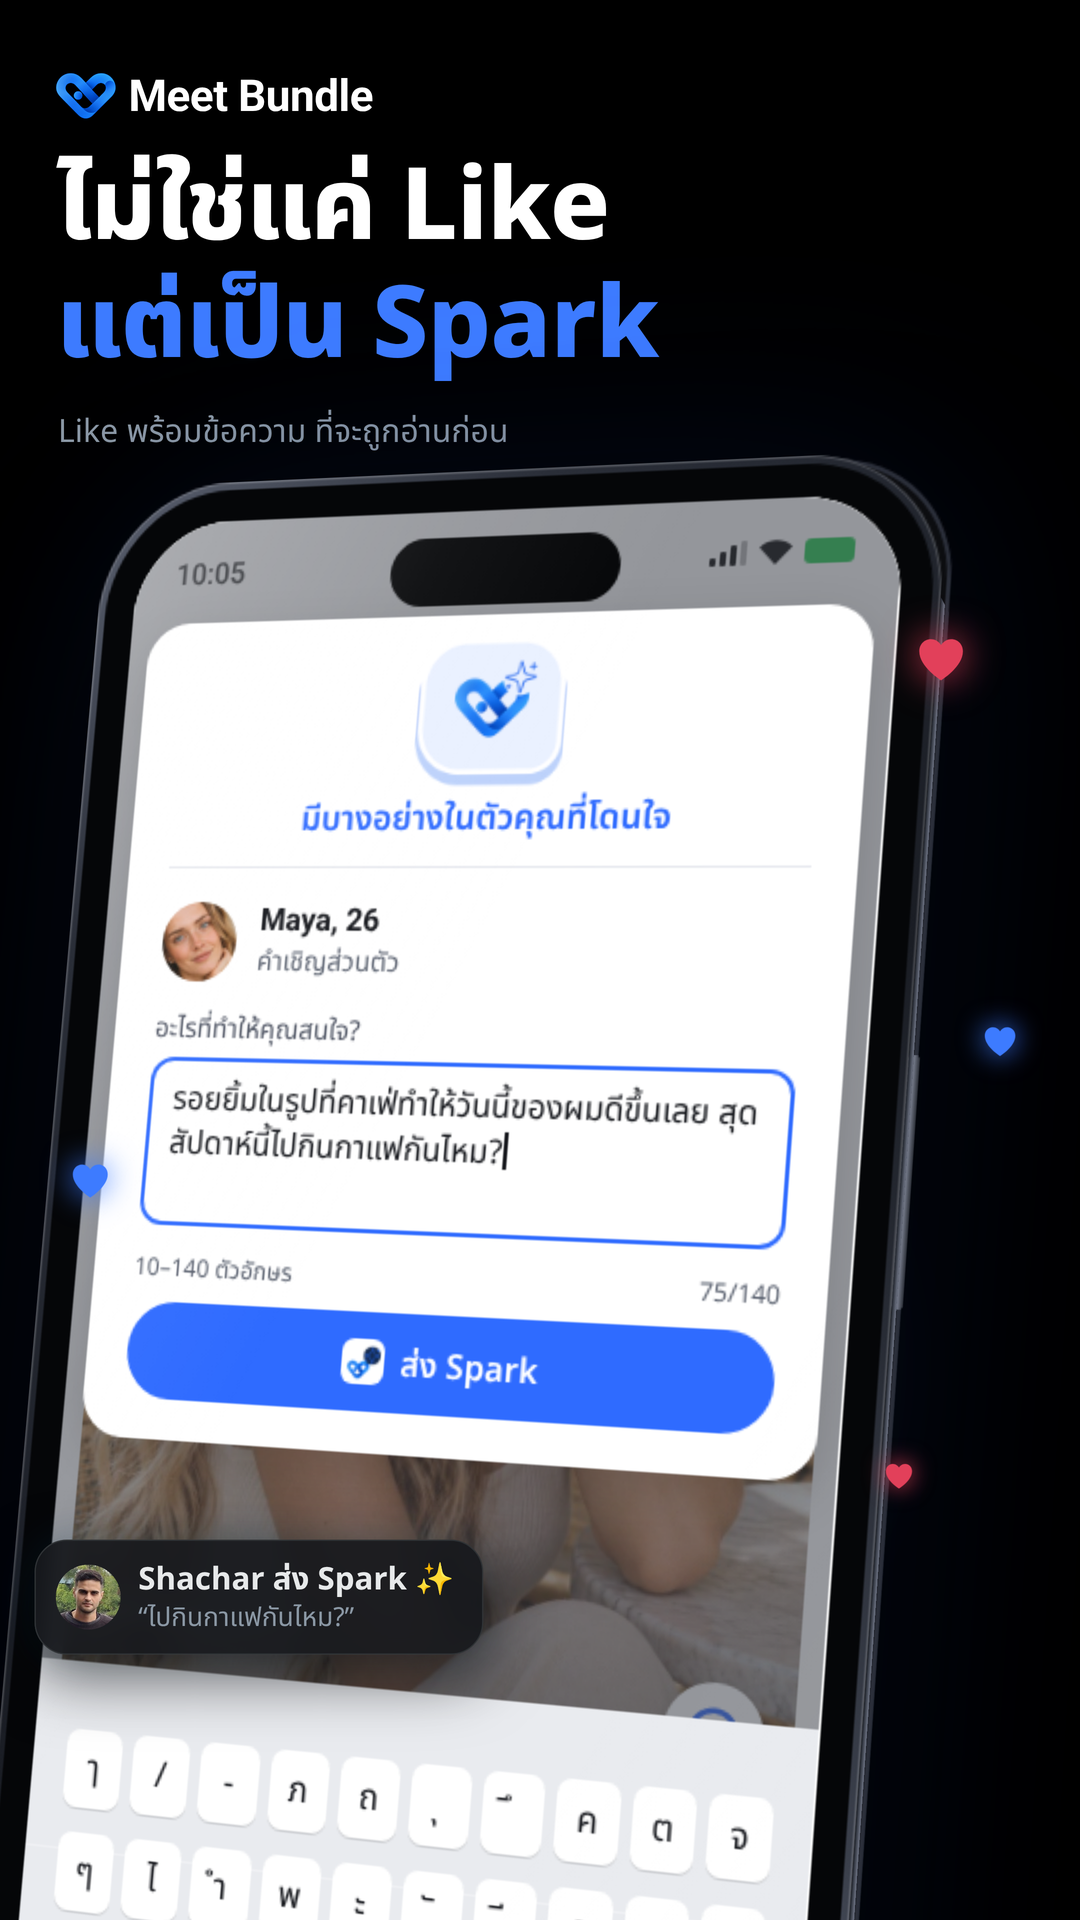 Meet Bundle
ไม่ใช่แค่ Like
แต่เป็น Spark
Like พร้อมข้อความ ที่จะถูกอ่านก่อน
10:05
มีบางอย่างในตัวคุณที่โดนใจ
Maya, 26
คำเชิญส่วนตัว
อะไรที่ทำให้คุณสนใจ?
รอยยิ้มในรูปที่คาเฟ่ทำให้วันนี้ของผมดีขึ้นเลย สุด
สัปดาห์นี้ไปกินกาแฟกันไหม?
10–140 ตัวอักษร
75/140
ส่ง Spark
Shachar ส่ง Spark ✨
“ไปกินกาแฟกันไหม?”
ๅ / - ภ ถ ุ ึ ค ต จ
ๆ ไ ำ พ ะ ั ี